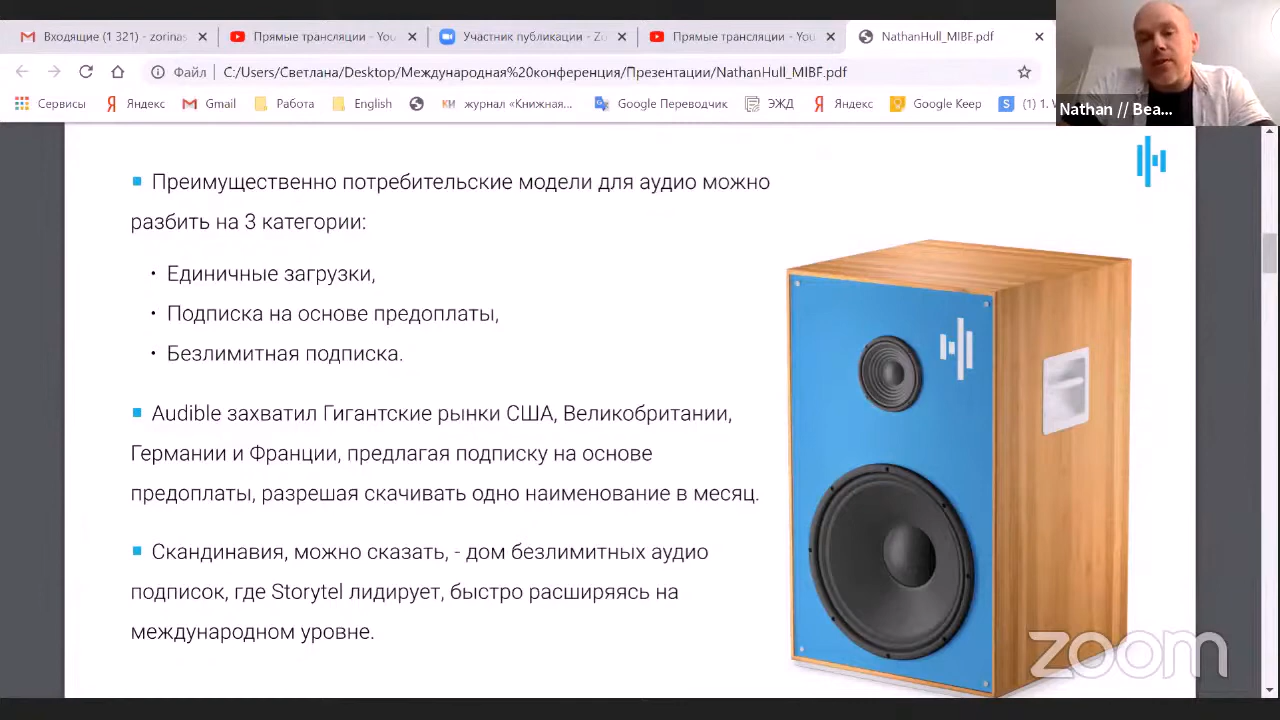 Входящие (1 321) - zorinas
Прямые трансляции - You
Участник публикации - Zo
Прямые трансляции - You
NathanHull_MIBF.pdf
Файл
C:/Users/Светлана/Desktop/Международная%20конференция/Презентации/NathanHull_MIBF.pdf
Сервисы
Яндекс
Gmail
Работа
English
журнал «Книжная...
Google Переводчик
ЭЖД
Яндекс
Google Keep
(1) 1.
Nathan // Bea...
Преимущественно потребительские модели для аудио можно
разбить на 3 категории:
• Единичные загрузки,
• Подписка на основе предоплаты,
• Безлимитная подписка.
Audible захватил Гигантские рынки США, Великобритании,
Германии и Франции, предлагая подписку на основе
предоплаты, разрешая скачивать одно наименование в месяц.
Скандинавия, можно сказать, - дом безлимитных аудио
подписок, где Storytel лидирует, быстро расширяясь на
международном уровне.
zoom